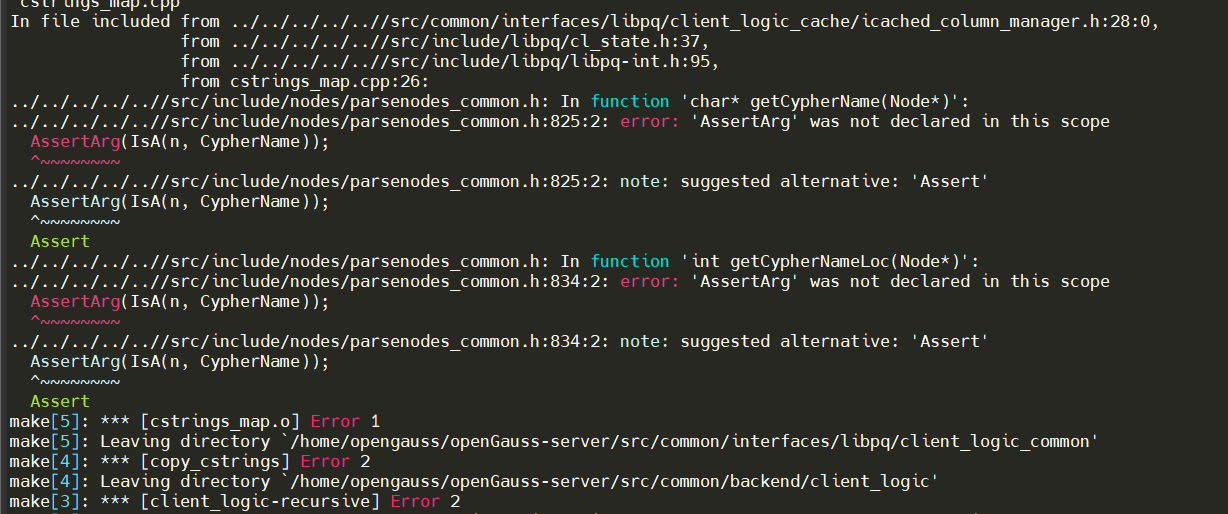 cstrings_map.cpp
In file included from ../../../../..//src/common/interfaces/libpq/client_logic_cache/icached_column_manager.h:28:0,
                 from ../../../../..//src/include/libpq/cl_state.h:37,
                 from ../../../../..//src/include/libpq/libpq-int.h:95,
                 from cstrings_map.cpp:26:
../../../../..//src/include/nodes/parsenodes_common.h: In function 'char* getCypherName(Node*)':
../../../../..//src/include/nodes/parsenodes_common.h:825:2: error: 'AssertArg' was not declared in this scope
  AssertArg(IsA(n, CypherName));
  ^~~~~~~~~
../../../../..//src/include/nodes/parsenodes_common.h:825:2: note: suggested alternative: 'Assert'
  AssertArg(IsA(n, CypherName));
  ^~~~~~~~~
  Assert
../../../../..//src/include/nodes/parsenodes_common.h: In function 'int getCypherNameLoc(Node*)':
../../../../..//src/include/nodes/parsenodes_common.h:834:2: error: 'AssertArg' was not declared in this scope
  AssertArg(IsA(n, CypherName));
  ^~~~~~~~~
../../../../..//src/include/nodes/parsenodes_common.h:834:2: note: suggested alternative: 'Assert'
  AssertArg(IsA(n, CypherName));
  ^~~~~~~~~
  Assert
make[5]: *** [cstrings_map.o] Error 1
make[5]: Leaving directory `/home/opengauss/openGauss-server/src/common/interfaces/libpq/client_logic_common'
make[4]: *** [copy_cstrings] Error 2
make[4]: Leaving directory `/home/opengauss/openGauss-server/src/common/backend/client_logic'
make[3]: *** [client_logic-recursive] Error 2